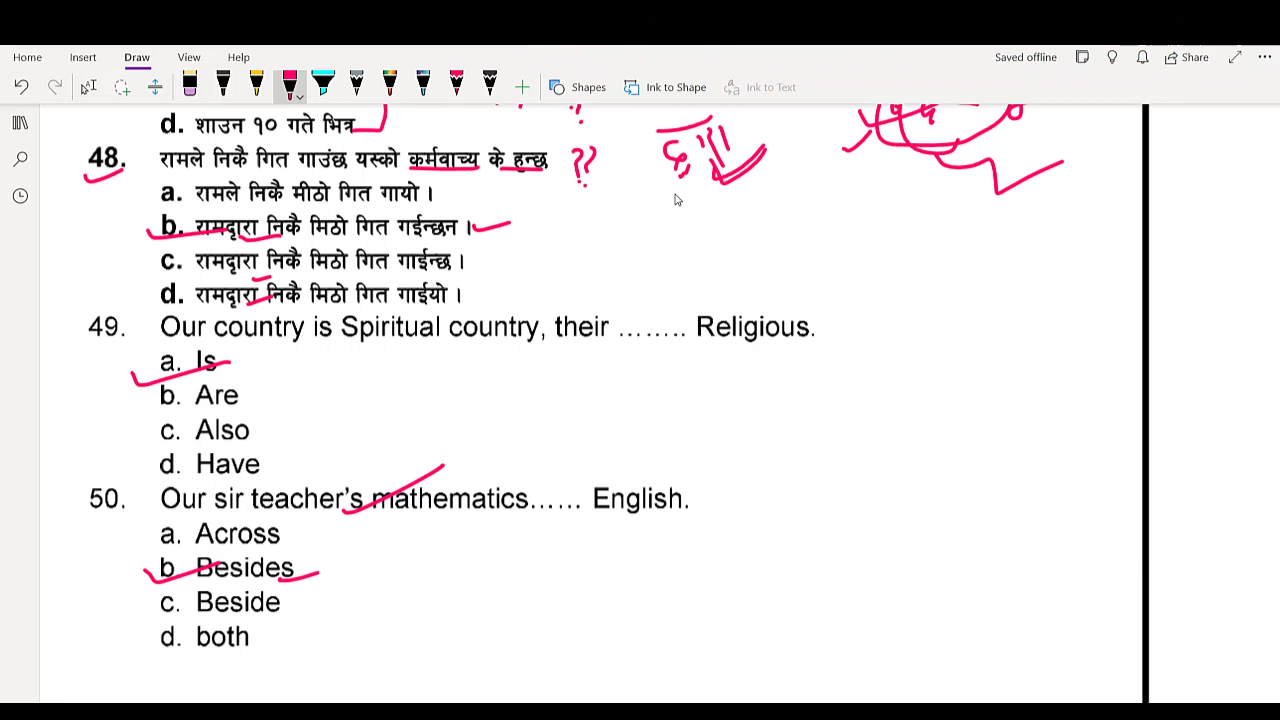 Home Insert Draw View Help Saved offline Share
Shapes Ink to Shape Ink to Text
d. शाउन १० गते भित्र
48. रामले निकै गित गाउंछ यस्को कर्मवाच्य के हुन्छ ??
a. रामले निकै मीठो गित गायो ।
b. रामद्वारा निकै मिठो गित गाईन्छन ।
c. रामद्वारा निकै मिठो गित गाईन्छ ।
d. रामद्वारा निकै मिठो गित गाईयो ।
49. Our country is Spiritual country, their …….. Religious.
a. Is
b. Are
c. Also
d. Have
50. Our sir teacher’s mathematics…… English.
a. Across
b Besides
c. Beside
d. both